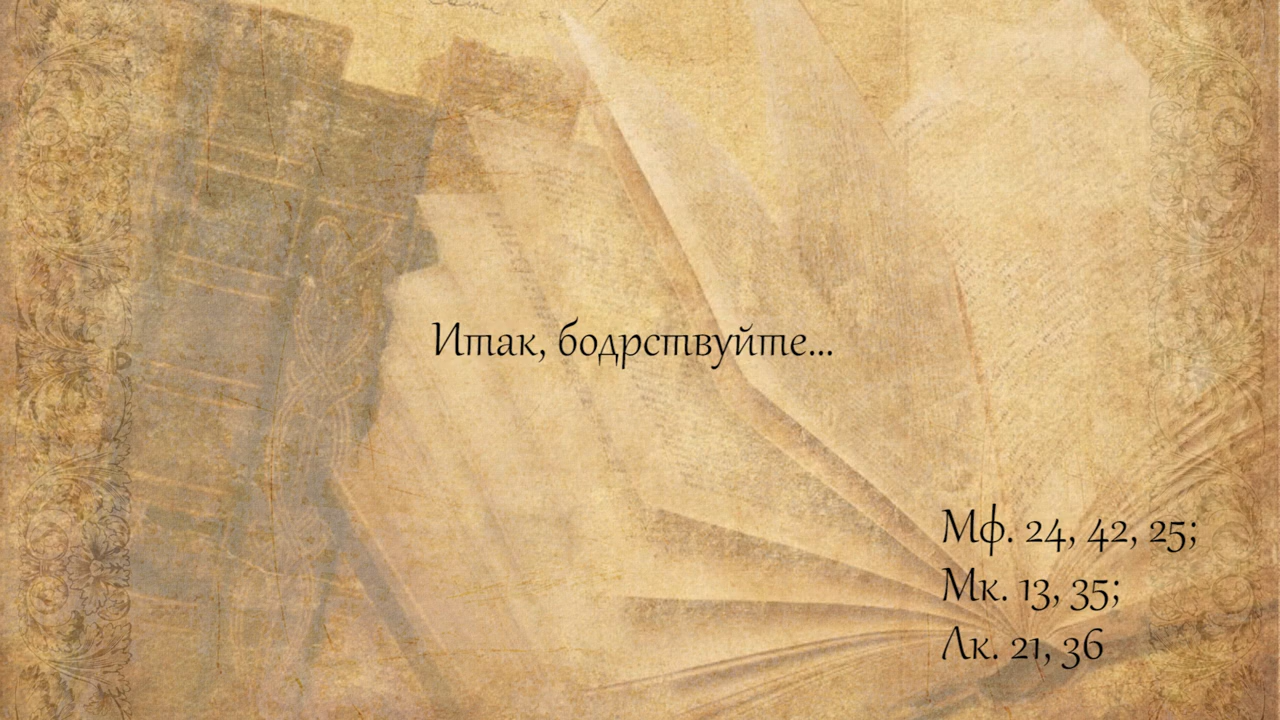 Итак, бодрствуйте...
Мф. 24, 42, 25;
Мк. 13, 35;
Лк. 21, 36